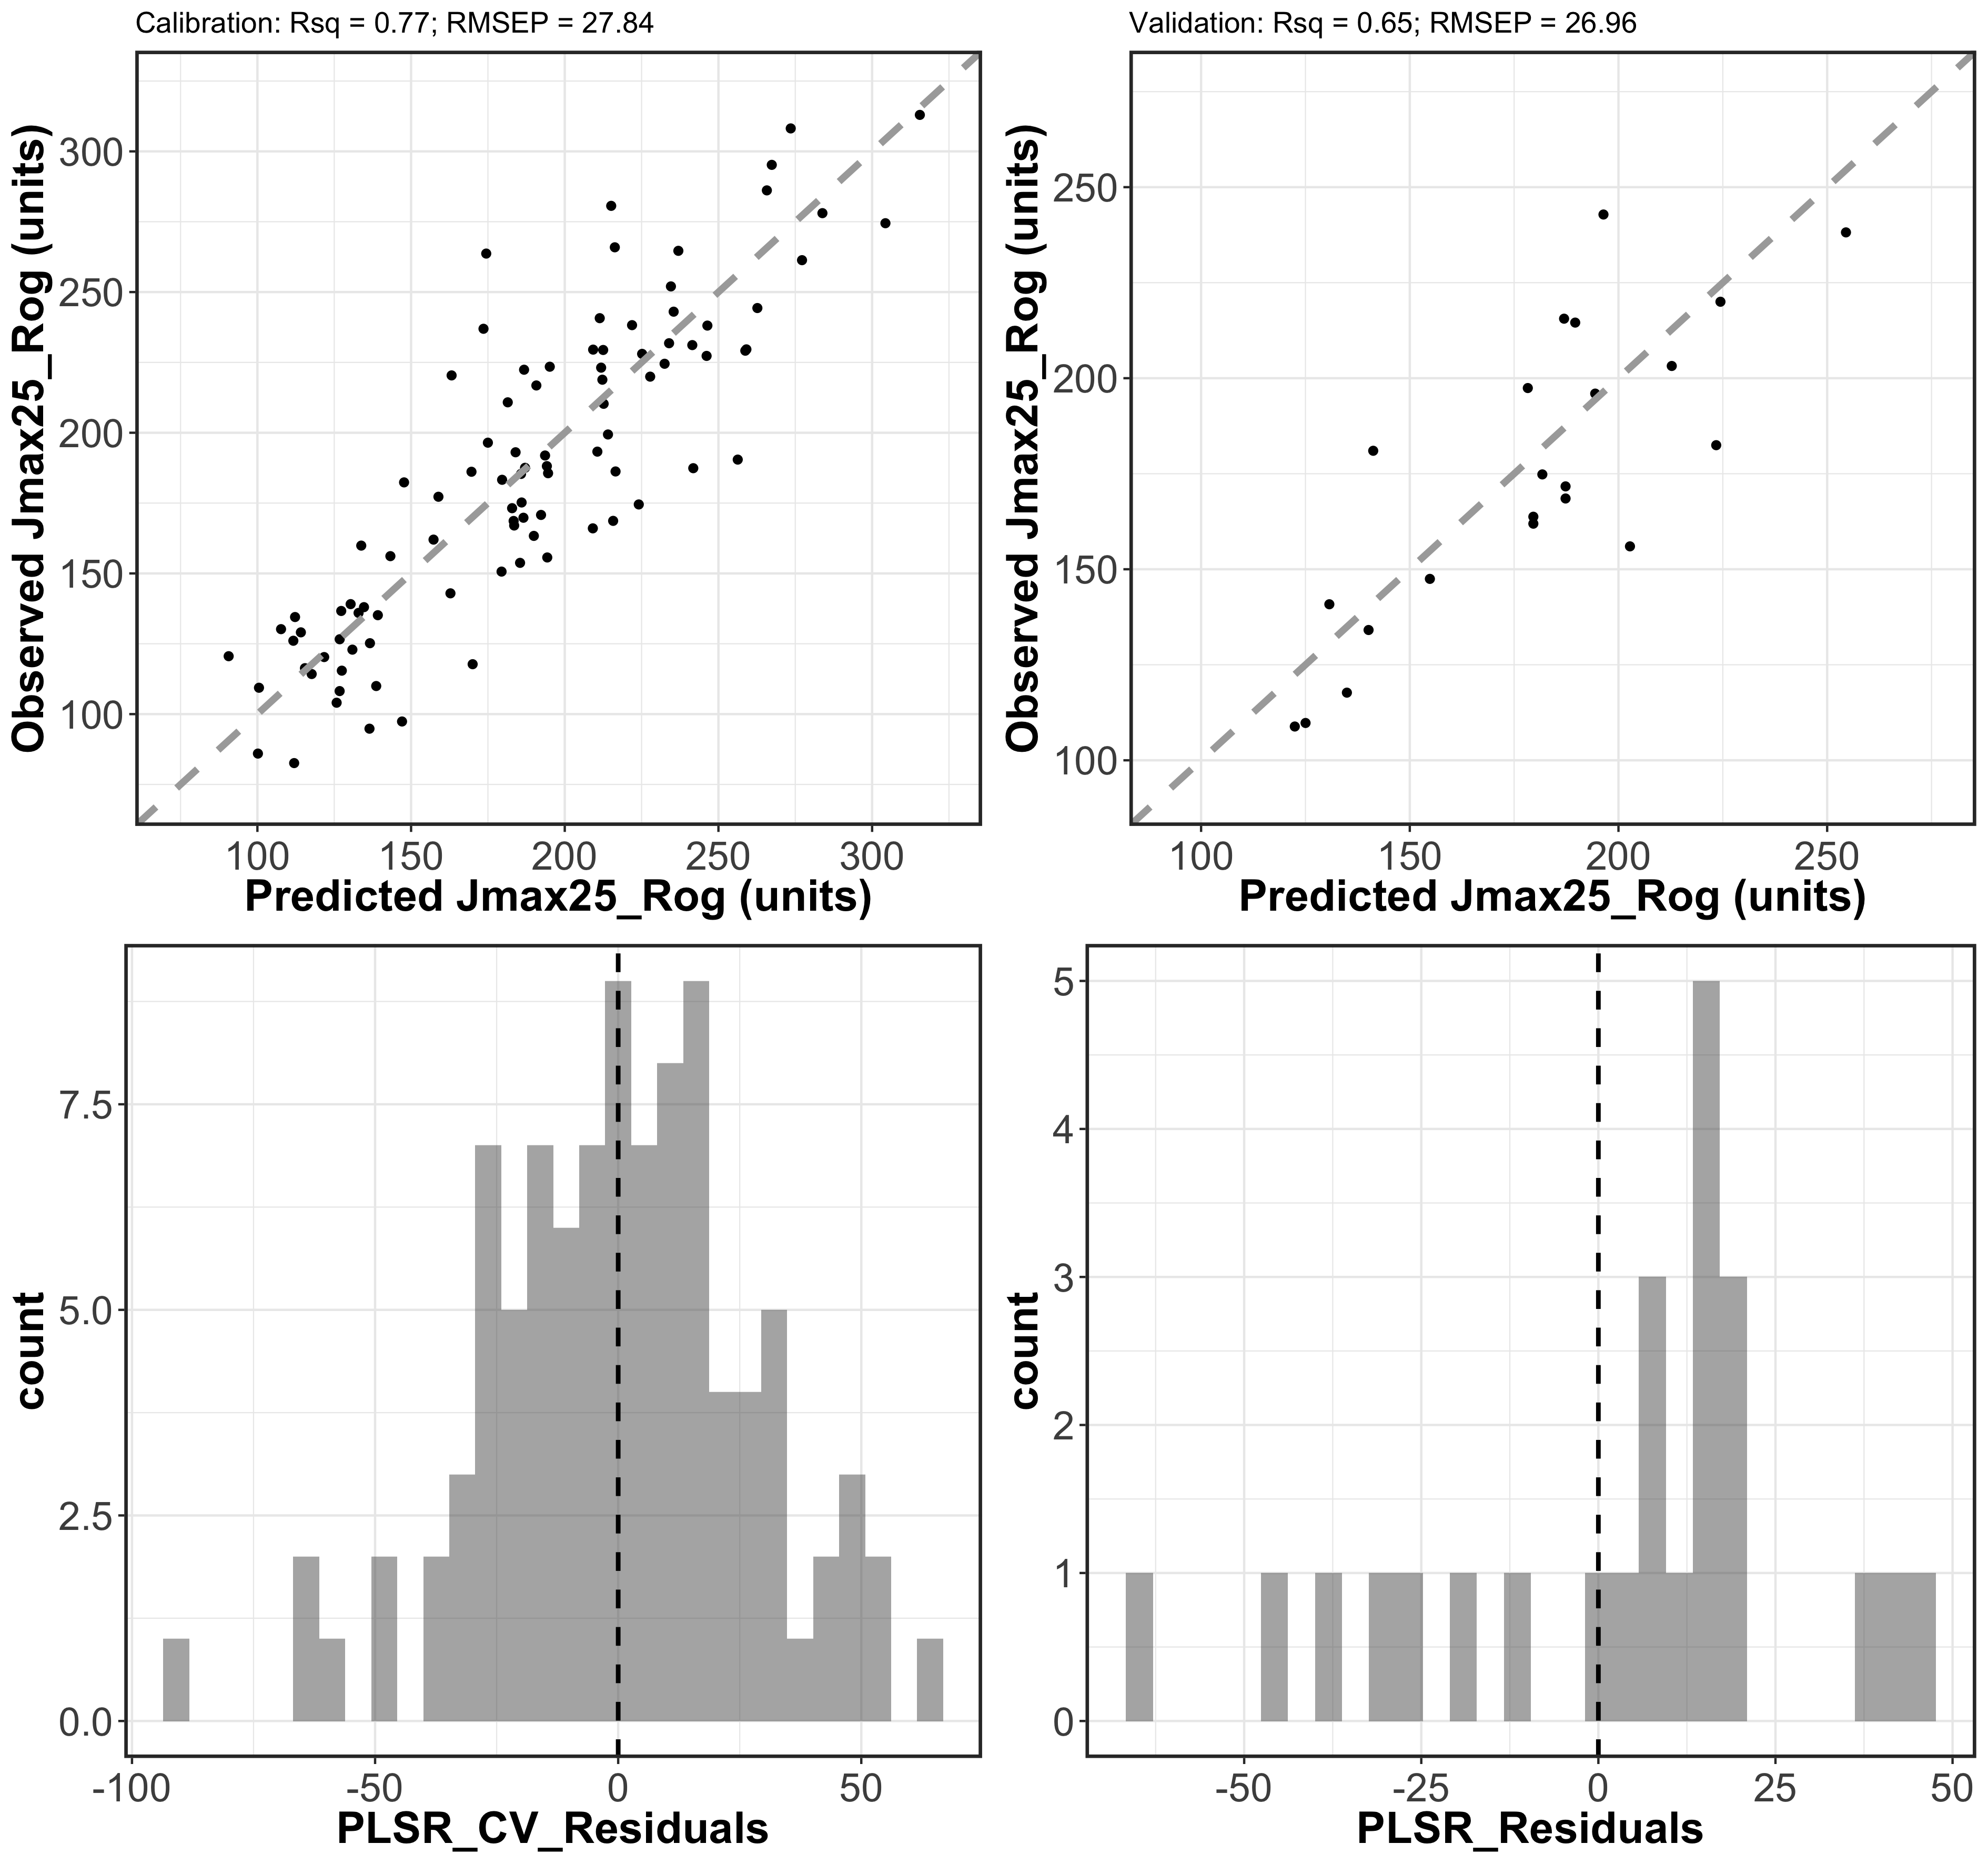 Calibration: Rsq = 0.77; RMSEP = 27.84
Observed Jmax25_Rog (units)
300
250
200
150
100
100 150 200 250 300
Predicted Jmax25_Rog (units)
Validation: Rsq = 0.65; RMSEP = 26.96
Observed Jmax25_Rog (units)
250
200
150
100
100 150 200 250
Predicted Jmax25_Rog (units)
count
7.5
5.0
2.5
0.0
-100 -50 0 50
PLSR_CV_Residuals
count
5
4
3
2
1
0
-50 -25 0 25 50
PLSR_Residuals